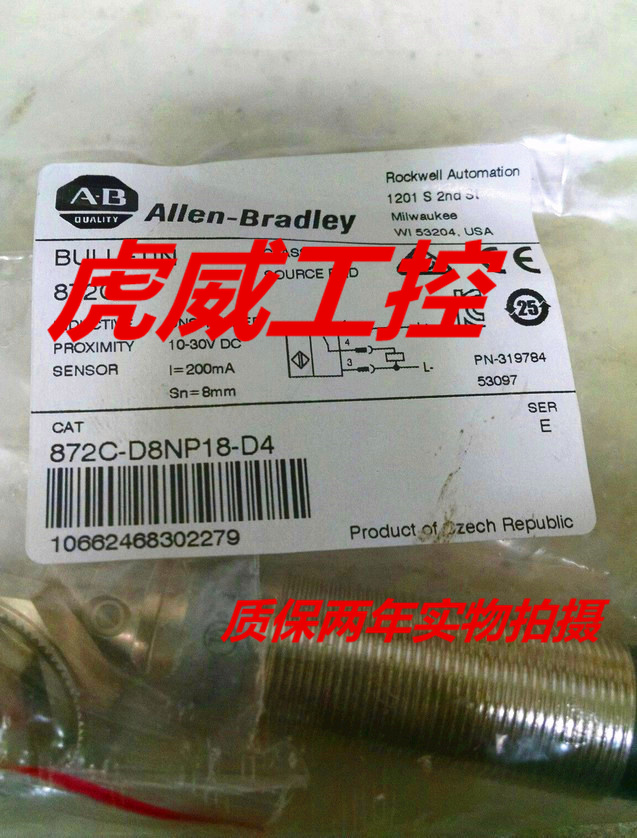 A·B
QUALITY
Allen-Bradley
Rockwell Automation
1201 S 2nd St
Milwaukee
WI 53204, USA
虎威工控
PROXIMITY
10-30V DC
SENSOR
I=200mA
Sn=8mm
4
3
L-
25
PN-319784
53097
CAT
872C-D8NP18-D4
SER
E
10662468302279
Product of Czech Republic
质保两年实物拍摄